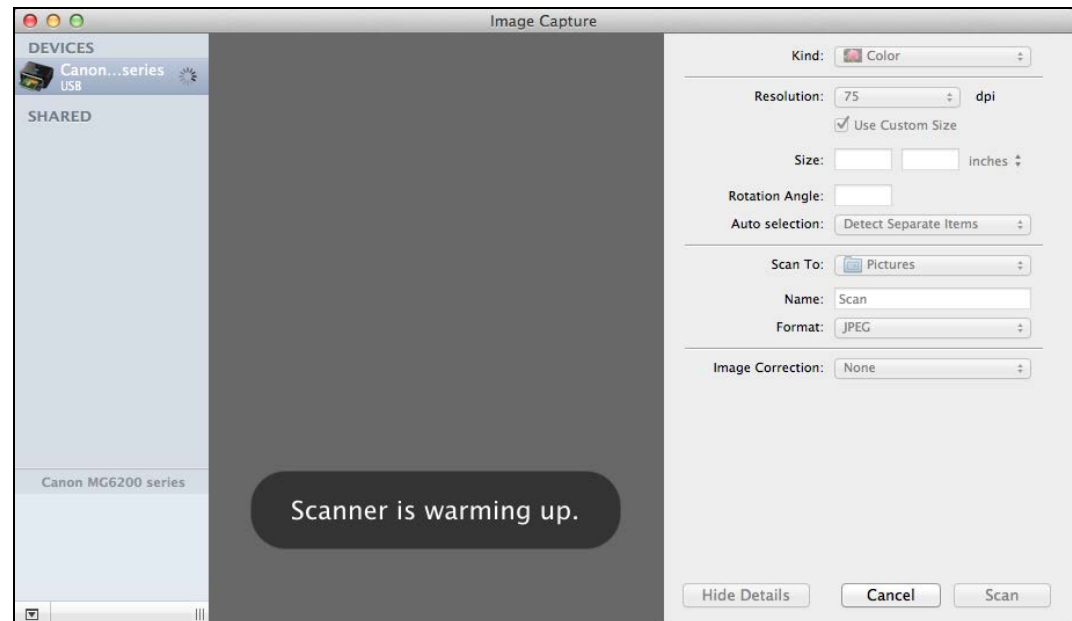 Image Capture
DEVICES
Canon...series
USB
SHARED
Canon MG6200 series
Scanner is warming up.
Kind: Color
Resolution: 75 dpi
Use Custom Size
Size: inches
Rotation Angle:
Auto selection: Detect Separate Items
Scan To: Pictures
Name: Scan
Format: JPEG
Image Correction: None
Hide Details Cancel Scan